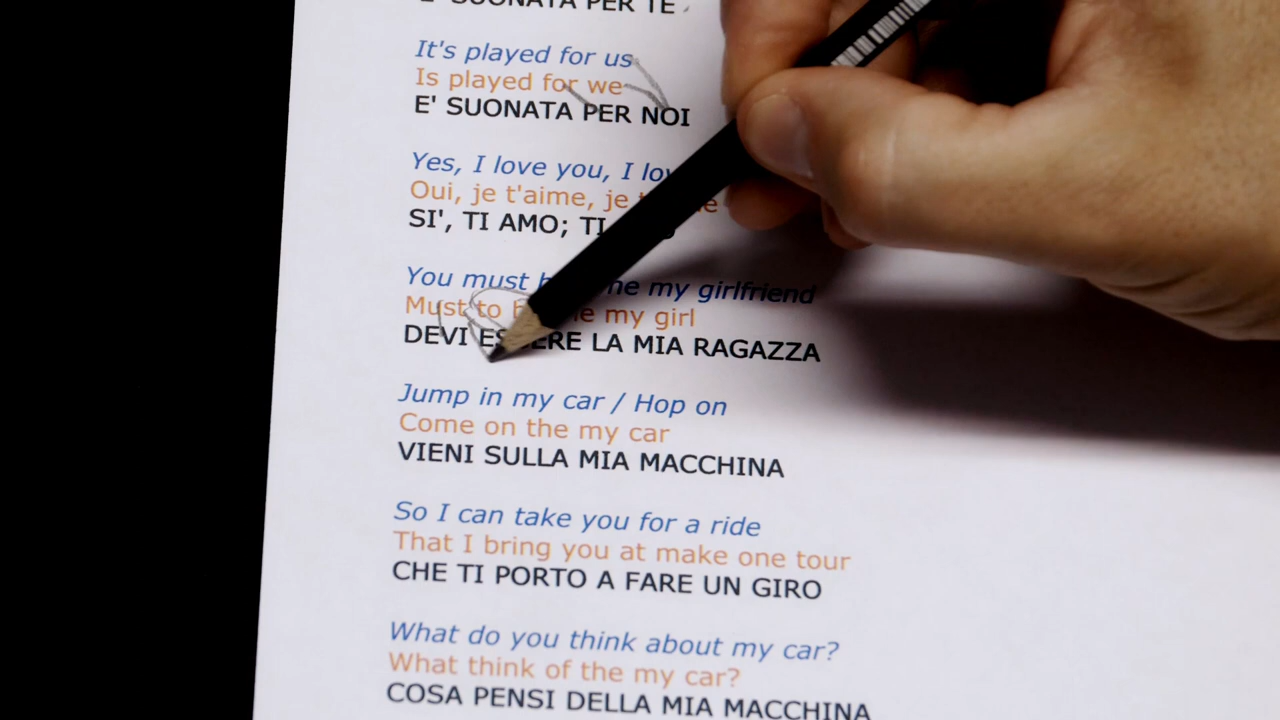 E' SUONATA PER TE
It's played for us
Is played for we
E' SUONATA PER NOI
Yes, I love you, I
Oui, je t'aime, je
SI', TI AMO; TI
You must my girlfriend
Must to my girl
DEVI ESSERE LA MIA RAGAZZA
Jump in my car / Hop on
Come on the my car
VIENI SULLA MIA MACCHINA
So I can take you for a ride
That I bring you at make one tour
CHE TI PORTO A FARE UN GIRO
What do you think about my car?
What think of the my car?
COSA PENSI DELLA MIA MACCHINA